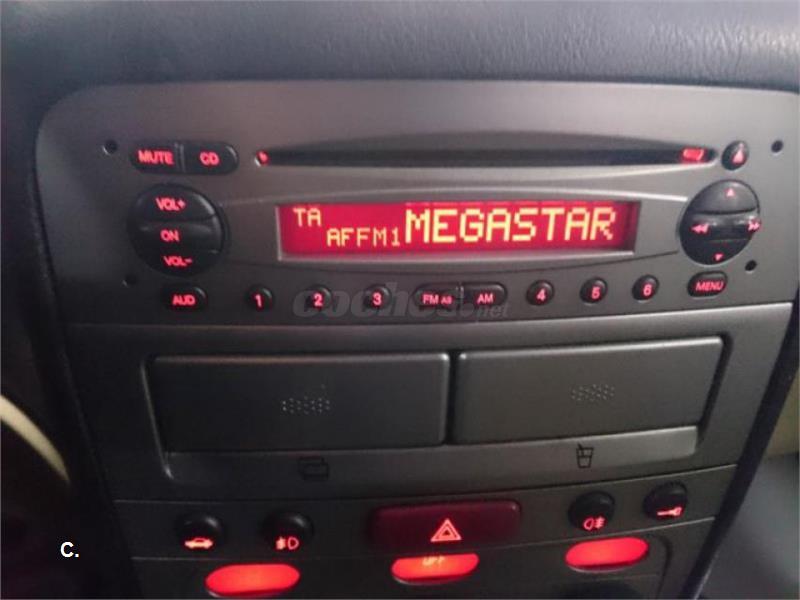 MUTE CD
VOL+
ON
VOL-
TA
AFFM1 MEGASTAR
AUD 1 2 3 FM AS AM 4 5 6 MENU
coches.net
OFF
C.